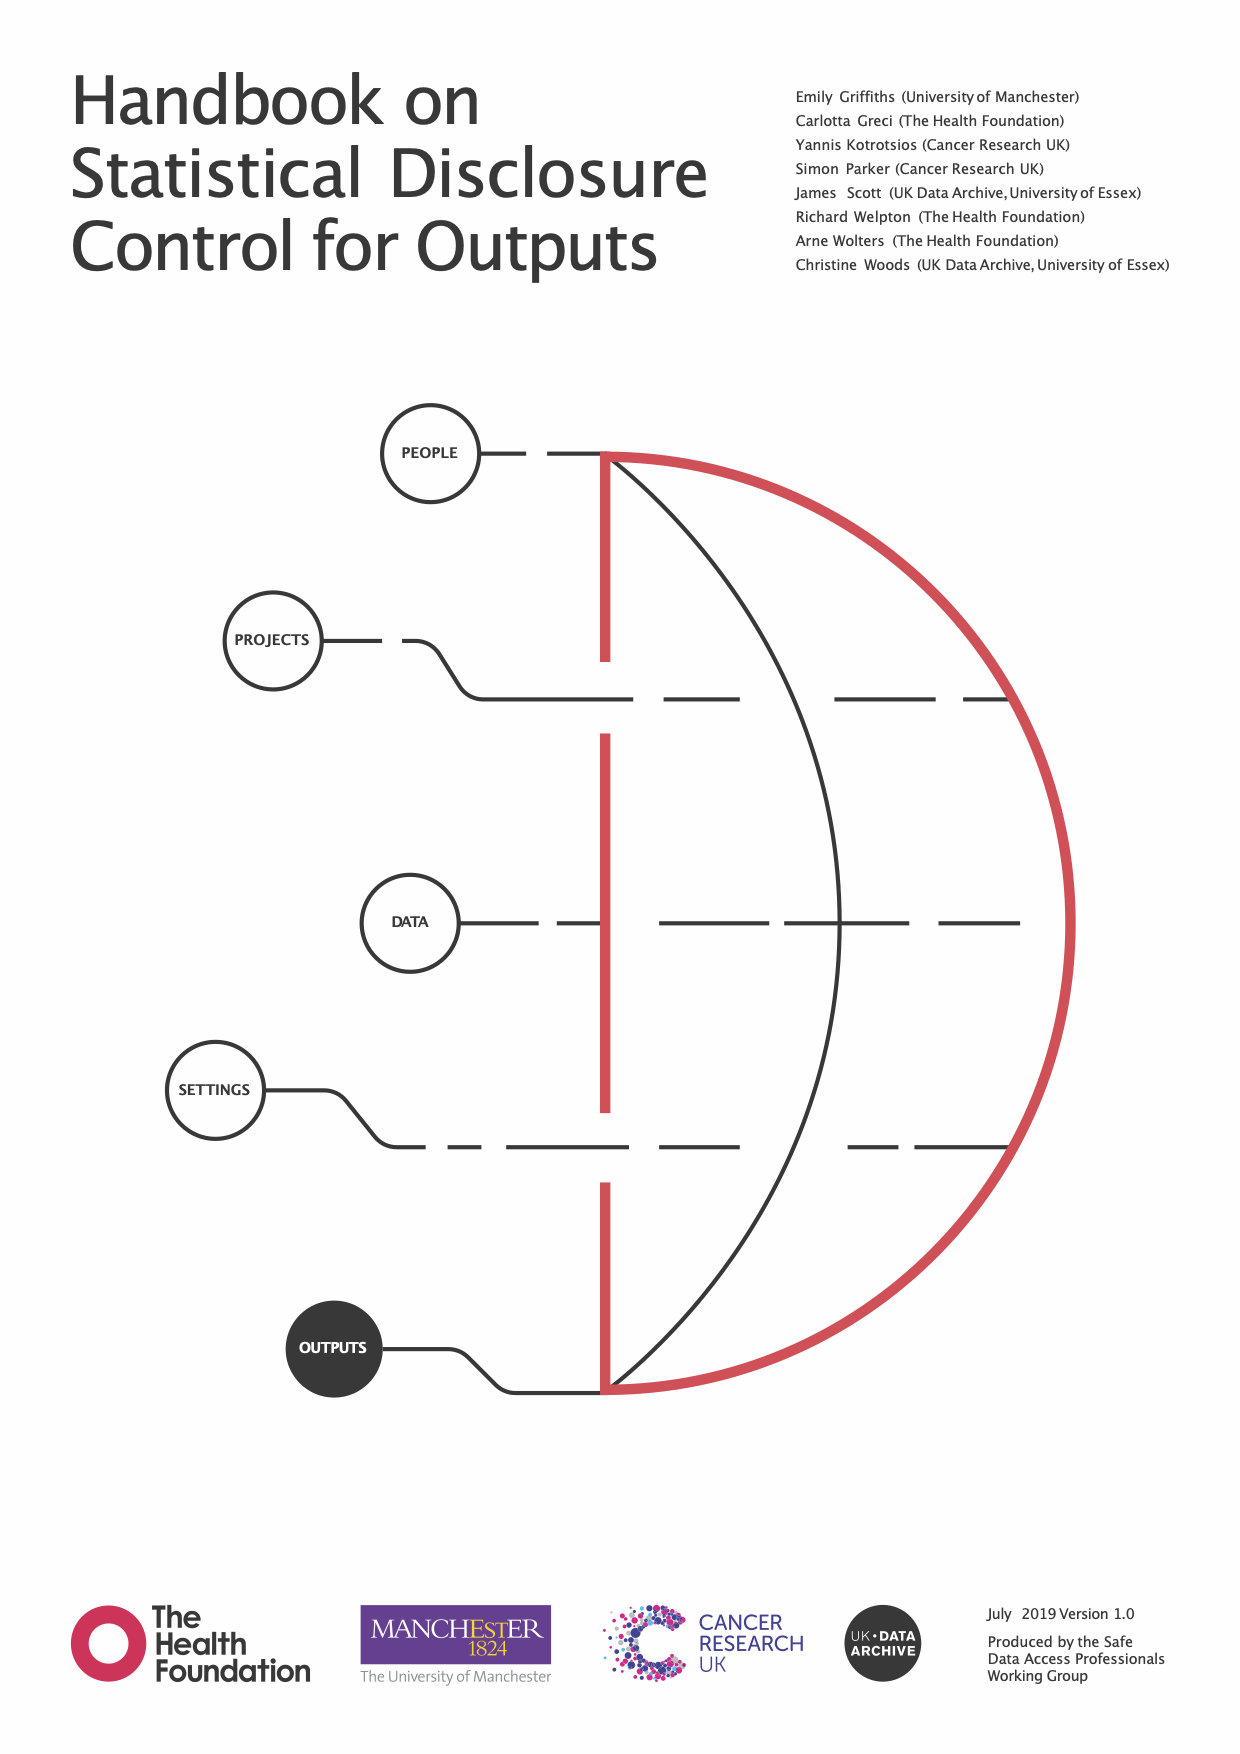 Handbook on
Statistical Disclosure
Control for Outputs
Emily Griffiths (University of Manchester)
Carlotta Greci (The Health Foundation)
Yannis Kotrotsios (Cancer Research UK)
Simon Parker (Cancer Research UK)
James Scott (UK Data Archive, University of Essex)
Richard Welpton (The Health Foundation)
Arne Wolters (The Health Foundation)
Christine Woods (UK Data Archive, University of Essex)
PEOPLE
PROJECTS
DATA
SETTINGS
OUTPUTS
The
Health
Foundation
MANCHESTER
1824
The University of Manchester
CANCER
RESEARCH
UK
UK • DATA
ARCHIVE
July 2019 Version 1.0
Produced by the Safe
Data Access Professionals
Working Group